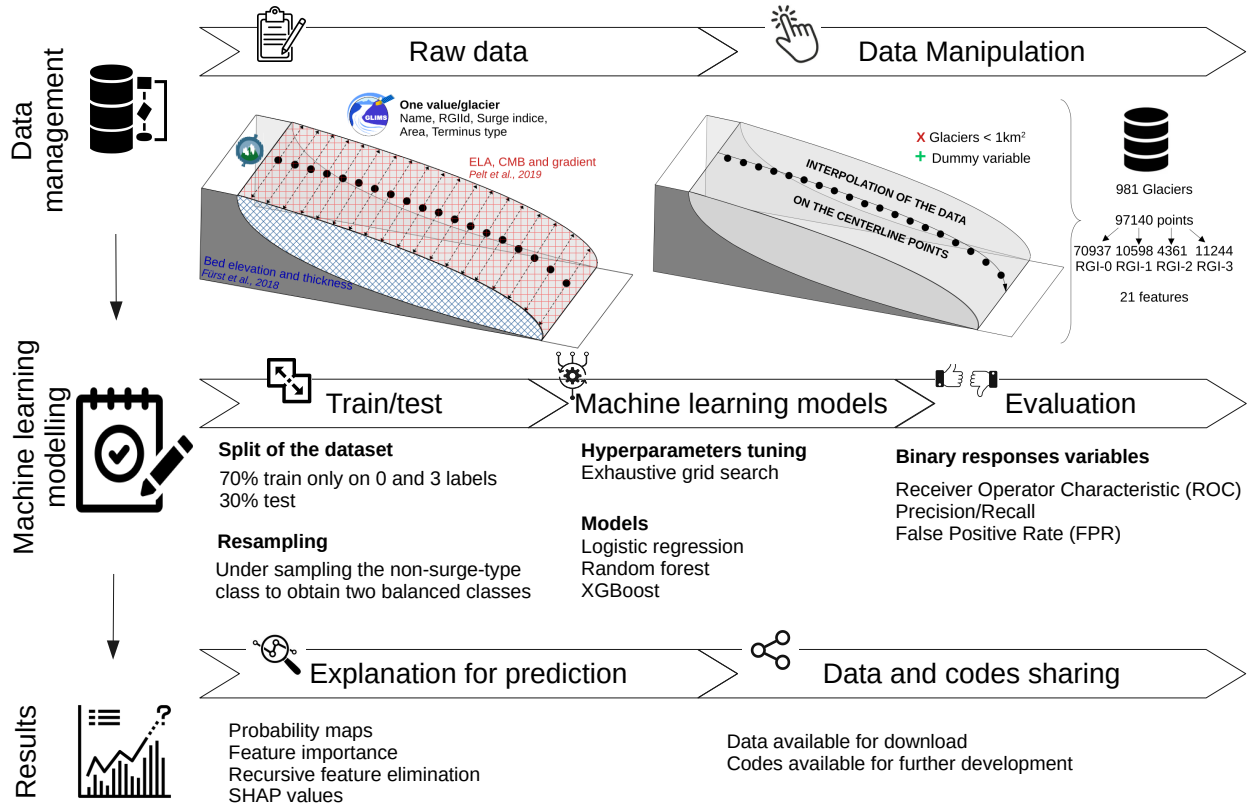 Data management
Raw data
Data Manipulation
GLIMS
One value/glacier
Name, RGIId, Surge indice,
Area, Terminus type
ELA, CMB and gradient
Pelt et al., 2019
Bed elevation and thickness
Fürst et al., 2018
X Glaciers < 1km²
+ Dummy variable
INTERPOLATION OF THE DATA
ON THE CENTERLINE POINTS
981 Glaciers
97140 points
70937 10598 4361 11244
RGI-0 RGI-1 RGI-2 RGI-3
21 features
Machine learning modelling
Train/test
Machine learning models
Evaluation
Split of the dataset
70% train only on 0 and 3 labels
30% test
Resampling
Under sampling the non-surge-type
class to obtain two balanced classes
Hyperparameters tuning
Exhaustive grid search
Models
Logistic regression
Random forest
XGBoost
Binary responses variables
Receiver Operator Characteristic (ROC)
Precision/Recall
False Positive Rate (FPR)
Results
Explanation for prediction
Data and codes sharing
Probability maps
Feature importance
Recursive feature elimination
SHAP values
Data available for download
Codes available for further development